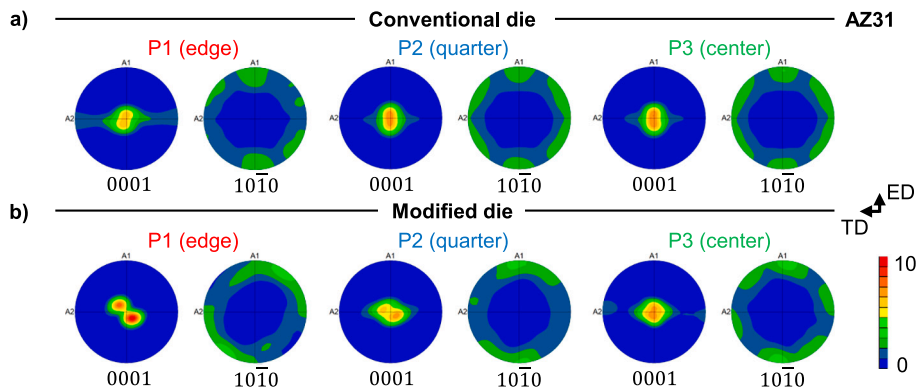 a) Conventional die AZ31
P1 (edge) P2 (quarter) P3 (center)
A1 A1 A1 A1 A1 A1
A2 A2 A2 A2 A2 A2
0001 101̅0 0001 101̅0 0001 101̅0
b) Modified die ED
TD
P1 (edge) P2 (quarter) P3 (center)
A1 A1 A1 A1 A1 A1
10
A2 A2 A2 A2 A2 A2
0
0001 101̅0 0001 101̅0 0001 101̅0